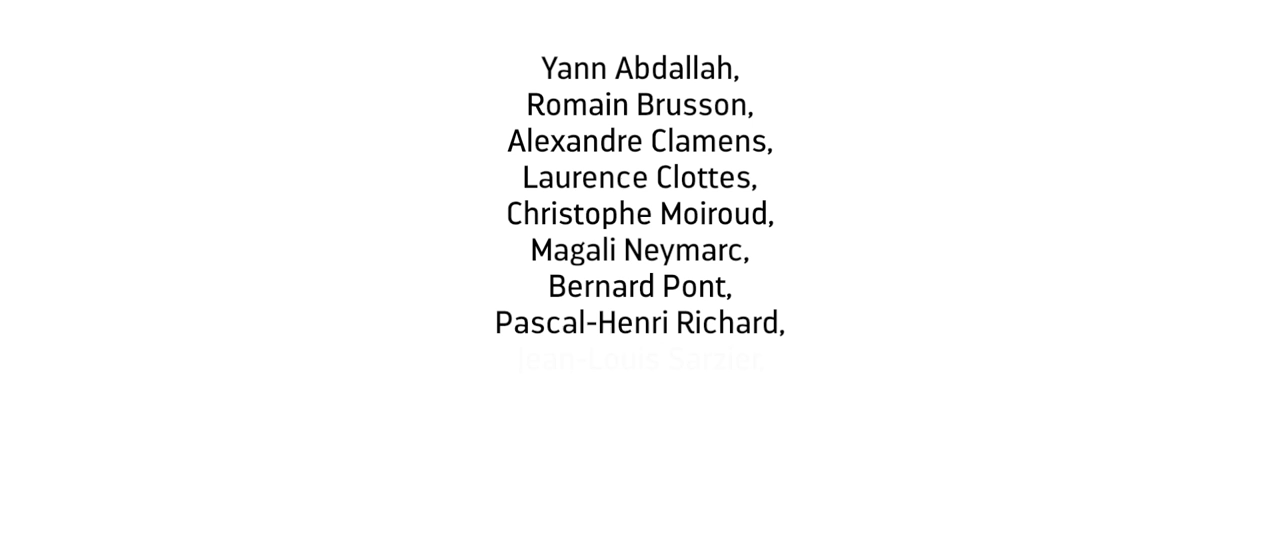 Yann Abdallah,
Romain Brusson,
Alexandre Clamens,
Laurence Clottes,
Christophe Moiroud,
Magali Neymarc,
Bernard Pont,
Pascal-Henri Richard,
Jean-Louis Sarzier,